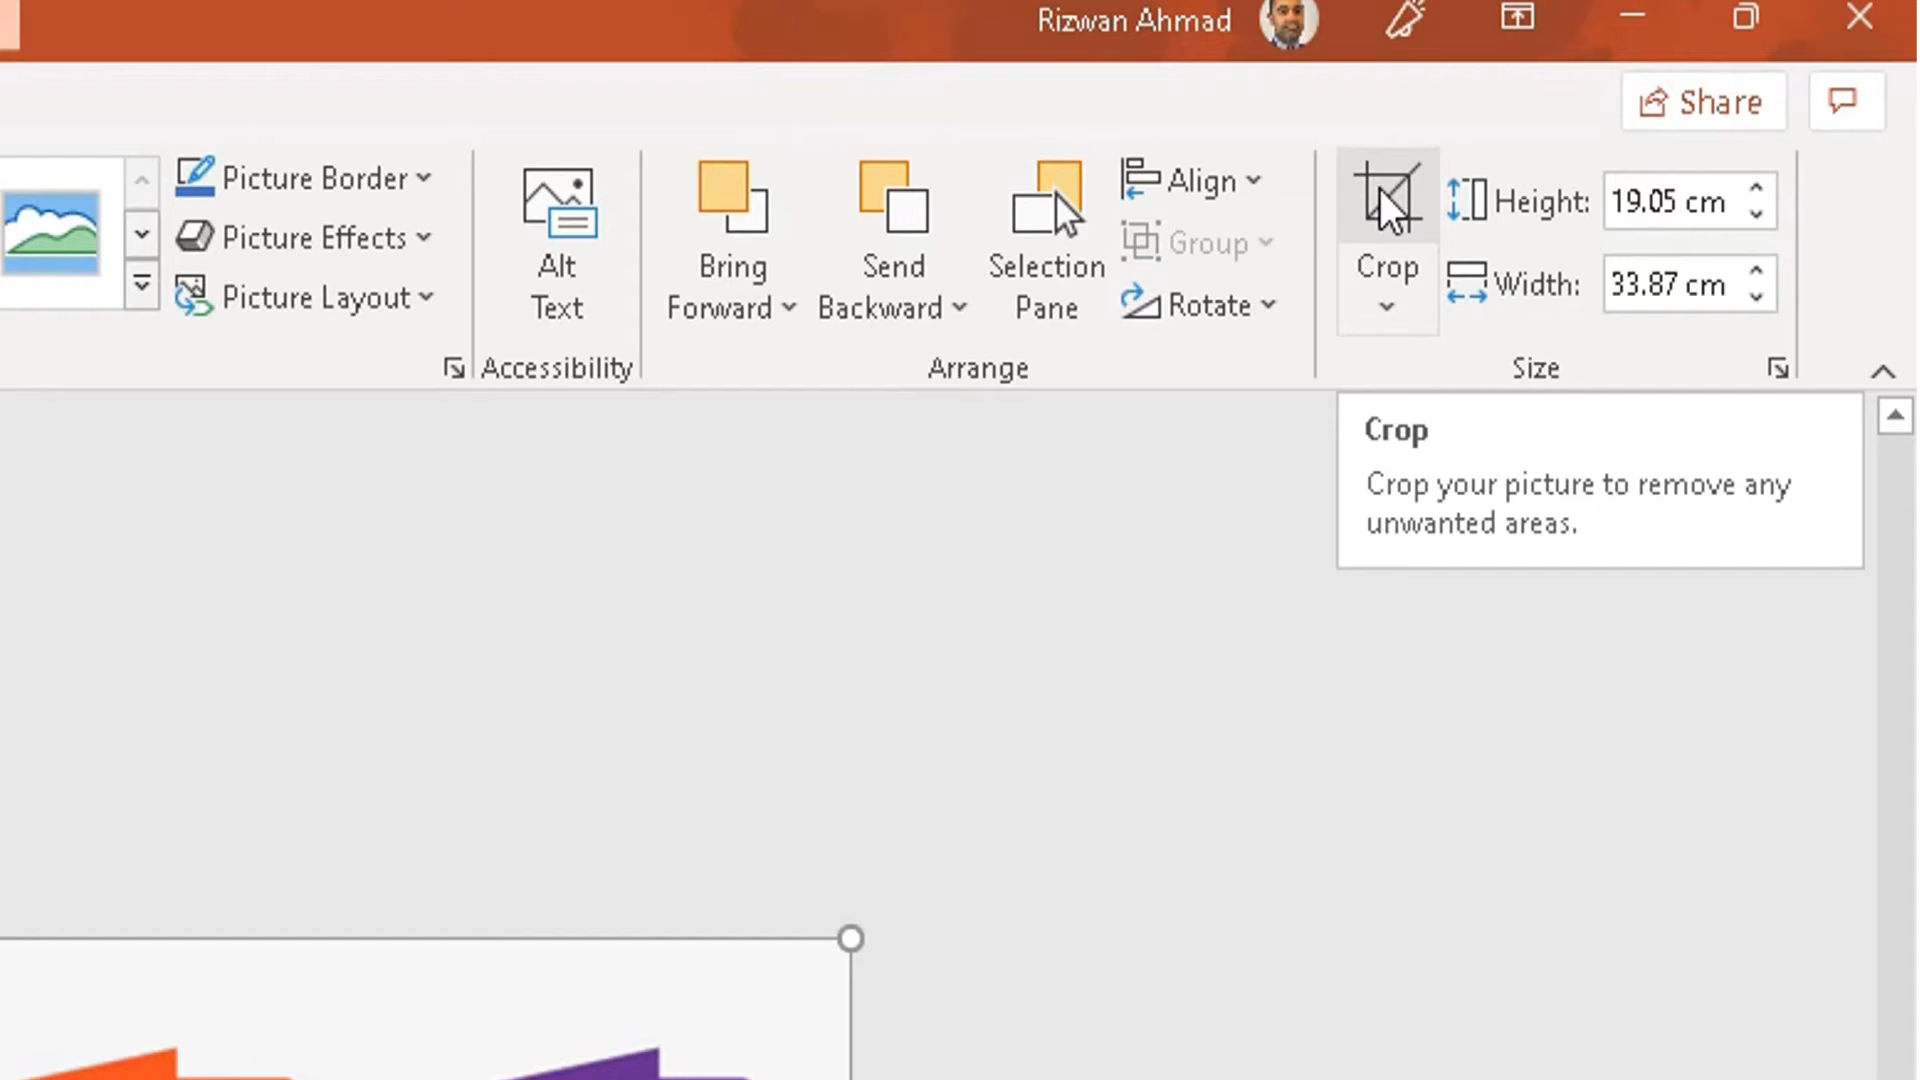 Rizwan Ahmad
Share
Picture Border
Picture Effects
Picture Layout
Alt
Text
Accessibility
Bring
Forward
Send
Backward
Selection
Pane
Align
Group
Rotate
Arrange
Crop
Height: 19.05 cm
Width: 33.87 cm
Size
Crop
Crop your picture to remove any
unwanted areas.